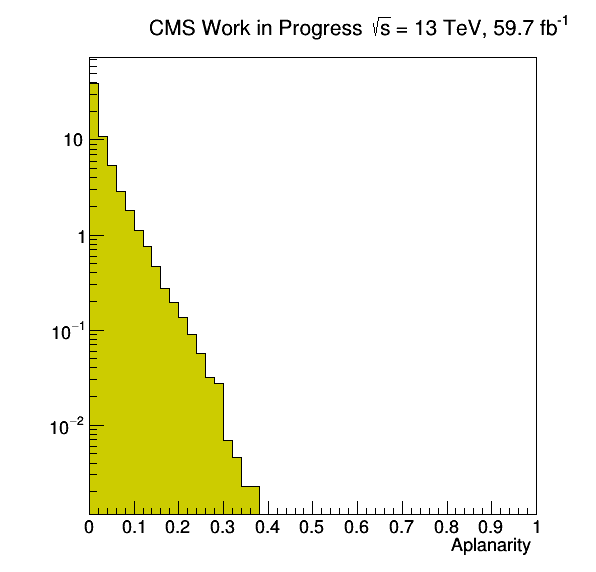 CMS Work in Progress √s = 13 TeV, 59.7 fb⁻¹
10
1
10⁻¹
10⁻²
0 0.1 0.2 0.3 0.4 0.5 0.6 0.7 0.8 0.9 1
Aplanarity